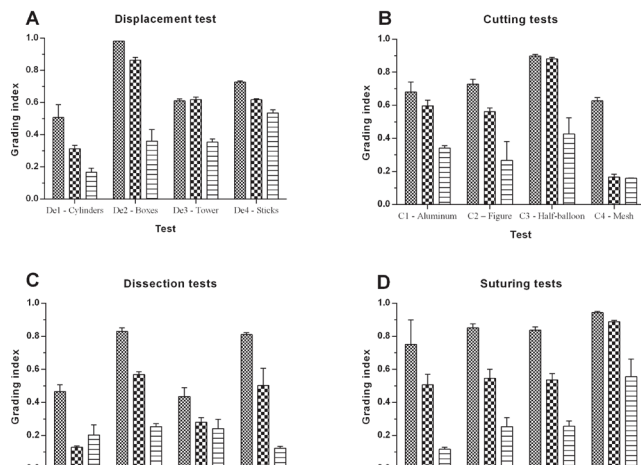 A
Displacement test
Grading index
1.0
0.8
0.6
0.4
0.2
0.0
De1 - Cylinders De2 - Boxes De3 - Tower De4 - Sticks
Test
B
Cutting tests
Grading index
1.0
0.8
0.6
0.4
0.2
0.0
C1 - Aluminum C2 – Figure C3 - Half-balloon C4 - Mesh
Test
C
Dissection tests
Grading index
1.0
0.8
0.6
0.4
0.2
D
Suturing tests
Grading index
1.0
0.8
0.6
0.4
0.2